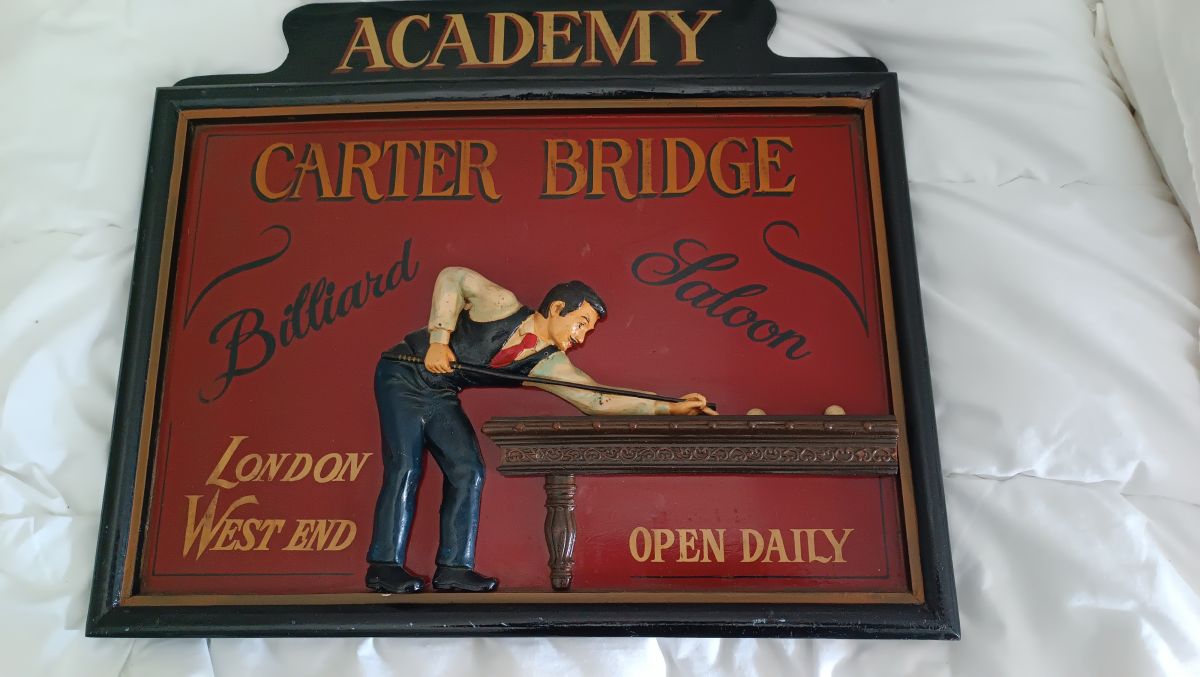 ACADEMY
CARTER BRIDGE
Billiard Saloon
LONDON
WEST END
OPEN DAILY